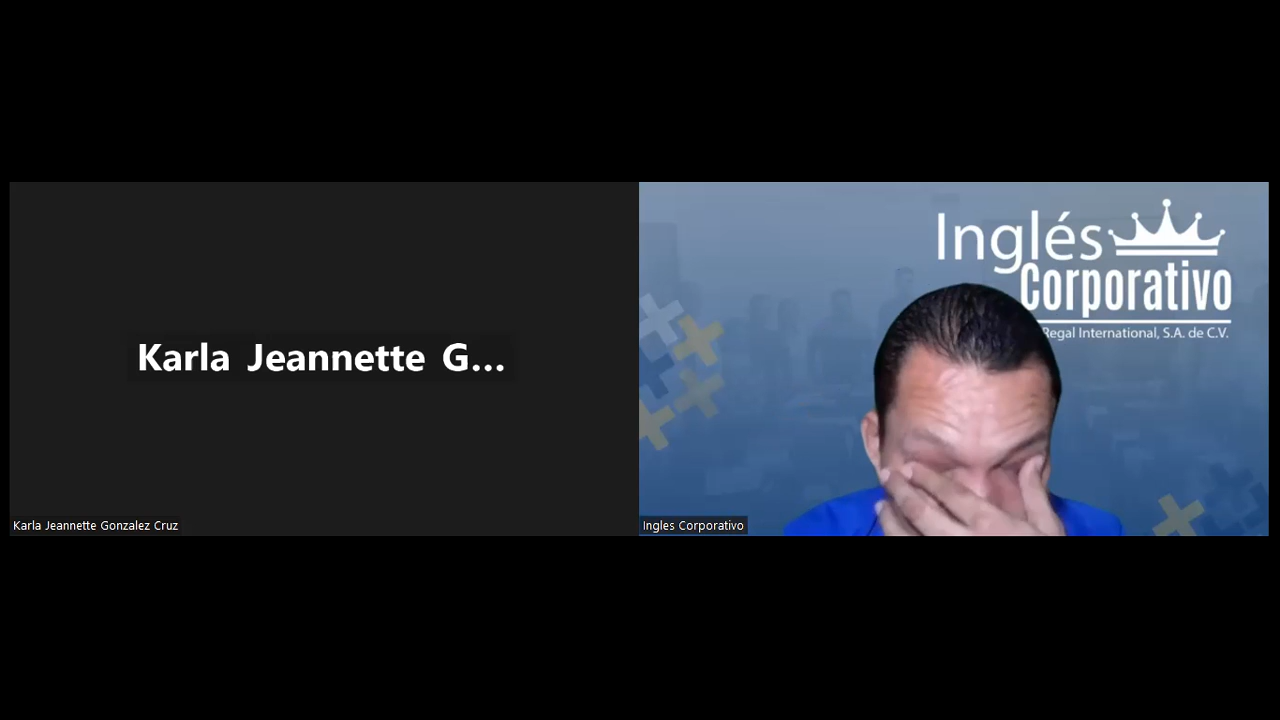 Karla Jeannette G...
Karla Jeannette Gonzalez Cruz
Inglés
Corporativo
Regal International, S.A. de C.V.
Ingles Corporativo